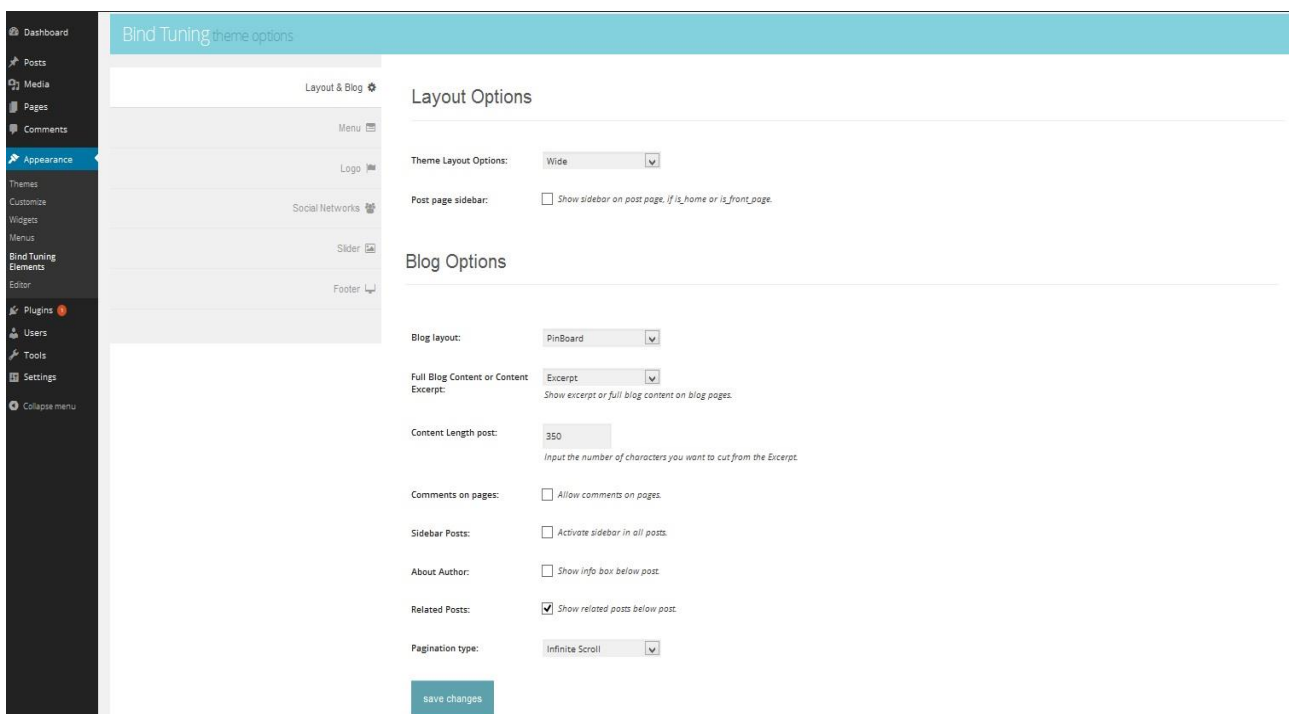 Dashboard
Bind Tuning theme options
Posts
Media
Pages
Comments
Appearance
Themes
Customize
Widgets
Menus
Bind Tuning
Elements
Editor
Plugins 1
Users
Tools
Settings
Collapse menu
Layout & Blog
Menu
Logo
Social Networks
Slider
Footer
Layout Options
Theme Layout Options: Wide
Post page sidebar: Show sidebar on post page, if is_home or is_front_page.
Blog Options
Blog layout: PinBoard
Full Blog Content or Content
Excerpt:
Excerpt
Show excerpt or full blog content on blog pages.
Content Length post: 350
Input the number of characters you want to cut from the Excerpt.
Comments on pages: Allow comments on pages.
Sidebar Posts: Activate sidebar in all posts.
About Author: Show info box below post.
Related Posts: Show related posts below post.
Pagination type: Infinite Scroll
save changes